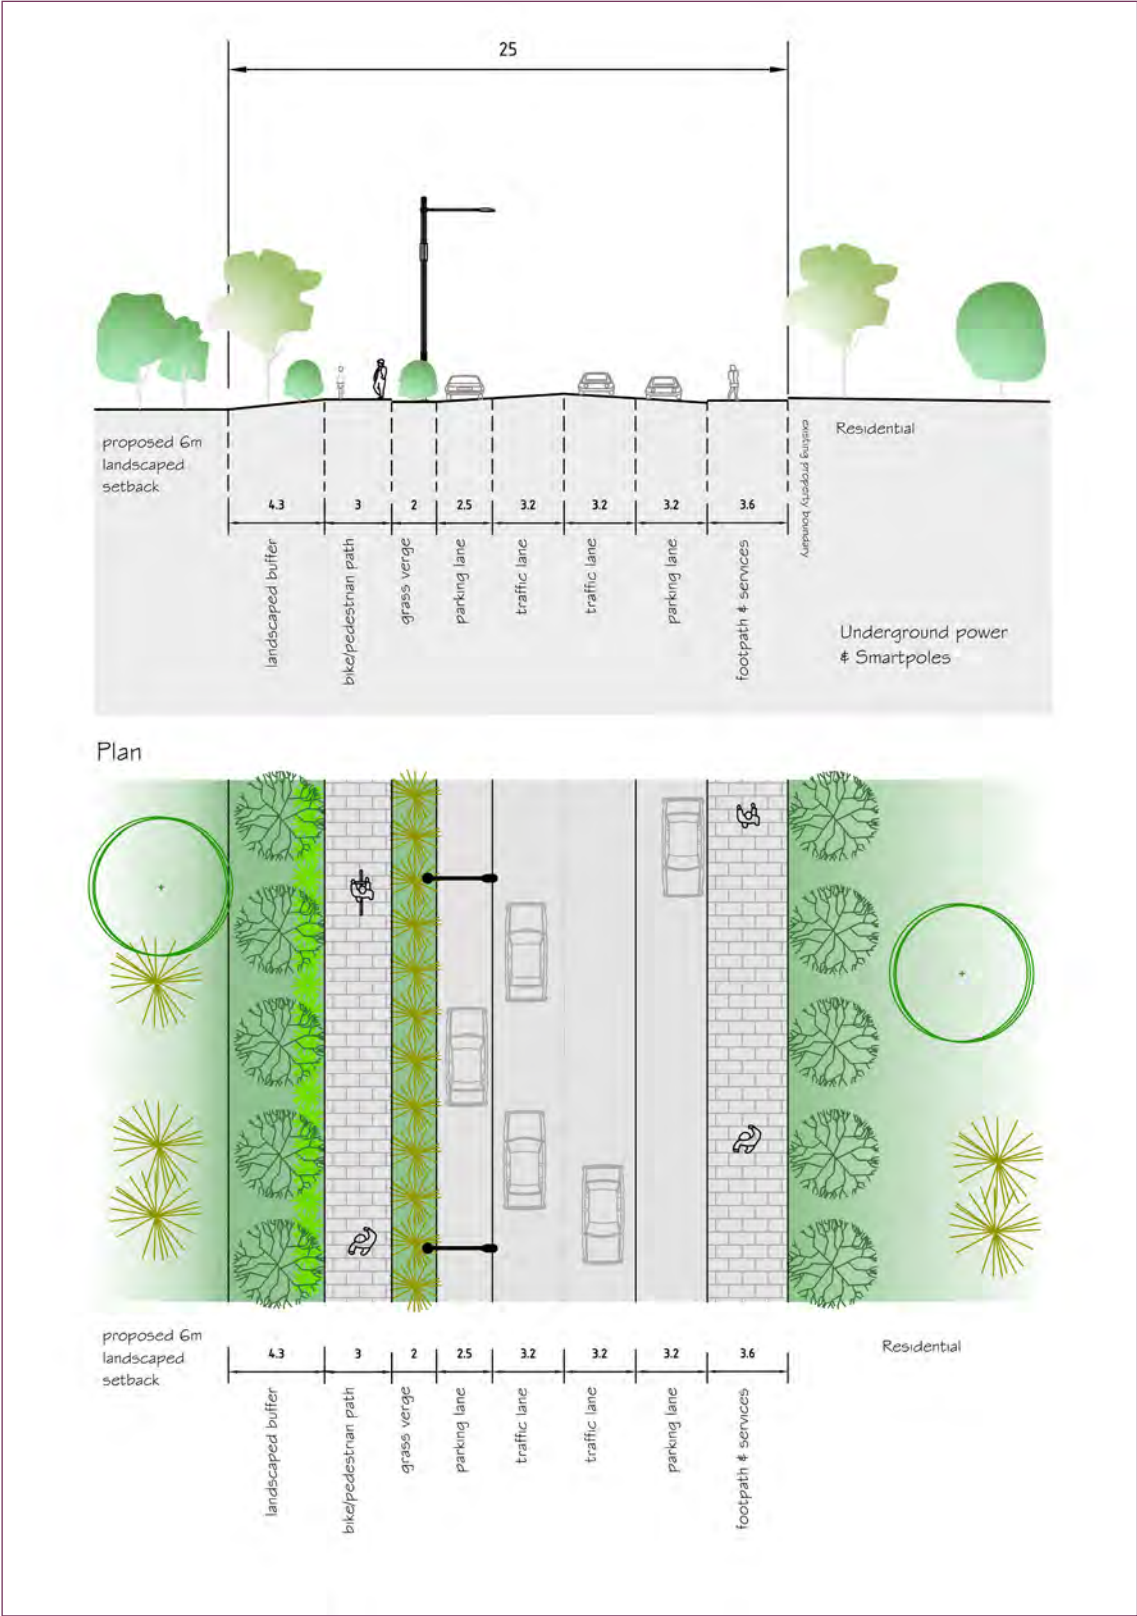 25
proposed 6m
landscaped
setback
existing property boundary
Residential
4.3
3
2
2.5
3.2
3.2
3.2
3.6
landscaped buffer
bike/pedestrian path
grass verge
parking lane
traffic lane
traffic lane
parking lane
footpath & services
Underground power
& Smartpoles
Plan
proposed 6m
landscaped
setback
4.3
3
2
2.5
3.2
3.2
3.2
3.6
Residential
landscaped buffer
bike/pedestrian path
grass verge
parking lane
traffic lane
traffic lane
parking lane
footpath & services